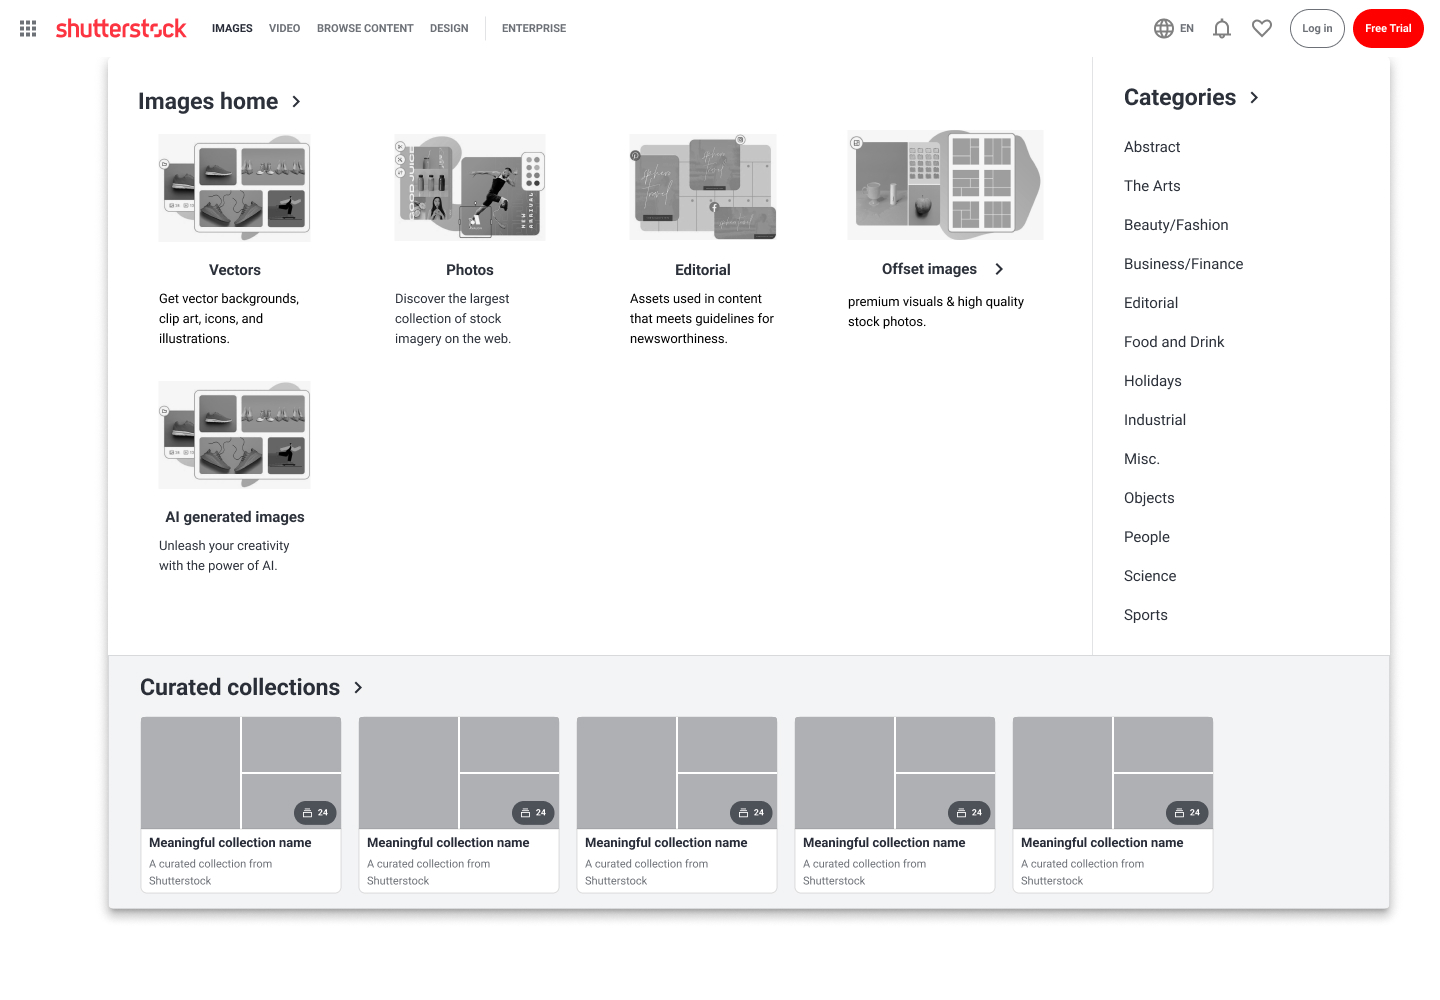 shutterstock
IMAGES
VIDEO
BROWSE CONTENT
DESIGN
ENTERPRISE
EN
Log in
Free Trial
Images home
Vectors
Get vector backgrounds,
clip art, icons, and
illustrations.
GOOD JUICE
NEW
ARRIVAL
Photos
Discover the largest
collection of stock
imagery on the web.
Editorial
Assets used in content
that meets guidelines for
newsworthiness.
Offset images
premium visuals & high quality
stock photos.
AI generated images
Unleash your creativity
with the power of AI.
Categories
Abstract
The Arts
Beauty/Fashion
Business/Finance
Editorial
Food and Drink
Holidays
Industrial
Misc.
Objects
People
Science
Sports
Curated collections
24
Meaningful collection name
A curated collection from
Shutterstock
24
Meaningful collection name
A curated collection from
Shutterstock
24
Meaningful collection name
A curated collection from
Shutterstock
24
Meaningful collection name
A curated collection from
Shutterstock
24
Meaningful collection name
A curated collection from
Shutterstock